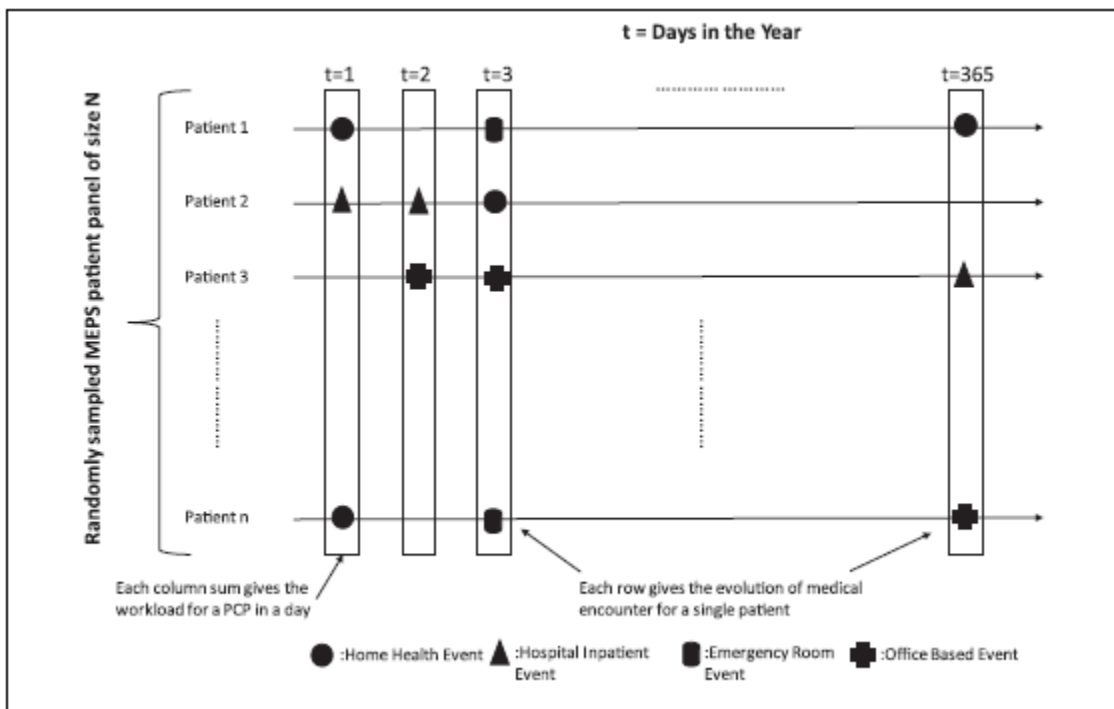 t = Days in the Year
t=1
t=2
t=3
t=365
Randomly sampled MEPS patient panel of size N
Patient 1
Patient 2
Patient 3
Patient n
Each column sum gives the
workload for a PCP in a day
Each row gives the evolution of medical
encounter for a single patient
:Home Health Event
:Hospital Inpatient
Event
:Emergency Room
Event
:Office Based Event